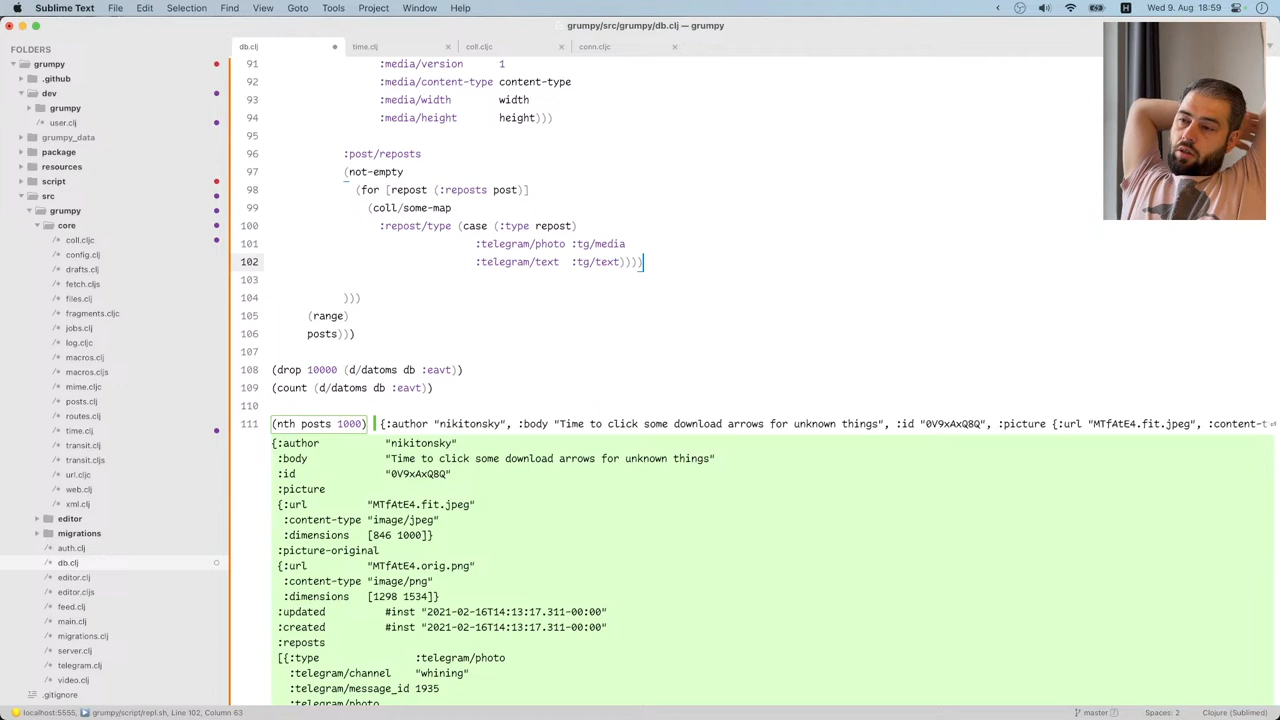 Sublime Text File Edit Selection Find View Goto Tools Project Window Help Wed 9. Aug 18:59
grumpy/src/grumpy/db.clj — grumpy
FOLDERS
grumpy
.github
dev
grumpy
user.clj
grumpy_data
package
resources
script
src
grumpy
core
coll.cljc
config.clj
drafts.clj
fetch.cljs
files.clj
fragments.cljc
jobs.clj
log.cljc
macros.clj
macros.cljs
mime.cljc
posts.clj
routes.clj
time.clj
transit.clj
transit.cljs
url.cljc
web.clj
xml.clj
editor
migrations
auth.clj
db.clj
editor.clj
editor.cljs
feed.clj
main.clj
migrations.clj
server.clj
telegram.clj
video.clj
.gitignore
db.clj time.clj coll.cljc conn.cljc
91 :media/version 1
92 :media/content-type content-type
93 :media/width width
94 :media/height height)))
95
96 :post/reposts
97 (not-empty
98 (for [repost (:reposts post)]
99 (coll/some-map
100 :repost/type (case (:type repost)
101 :telegram/photo :tg/media
102 :telegram/text :tg/text))))
103
104 )))
105 (range)
106 posts)))
107
108 (drop 10000 (d/datoms db :eavt))
109 (count (d/datoms db :eavt))
110
111 (nth posts 1000) {:author "nikitonsky", :body "Time to click some download arrows for unknown things", :id "0V9xAxQ8Q", :picture {:url "MTfAtE4.fit.jpeg", :content-t
{:author "nikitonsky"
:body "Time to click some download arrows for unknown things"
:id "0V9xAxQ8Q"
:picture
{:url "MTfAtE4.fit.jpeg"
:content-type "image/jpeg"
:dimensions [846 1000]}
:picture-original
{:url "MTfAtE4.orig.png"
:content-type "image/png"
:dimensions [1298 1534]}
:updated #inst "2021-02-16T14:13:17.311-00:00"
:created #inst "2021-02-16T14:13:17.311-00:00"
:reposts
[{:type :telegram/photo
:telegram/channel "whining"
:telegram/message_id 1935
:telegram/photo
localhost:5555, grumpy/script/repl.sh, Line 102, Column 63 master 7 Spaces: 2 Clojure (Sublimed)